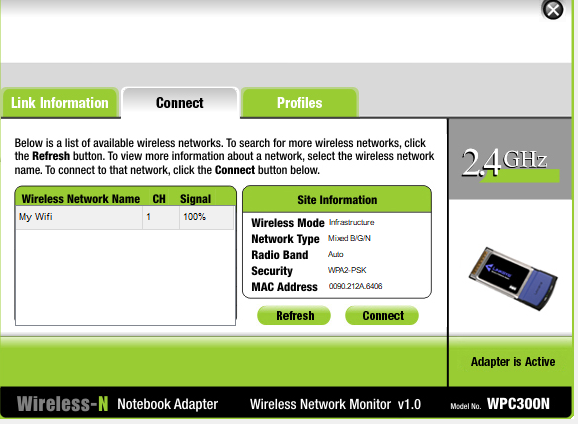 Link Information
Connect
Profiles
Below is a list of available wireless networks. To search for more wireless networks, click
the Refresh button. To view more information about a network, select the wireless network
name. To connect to that network, click the Connect button below.
2.4GHz
Wireless Network Name CH Signal
My Wifi 1 100%
Site Information
Wireless Mode Infrastructure
Network Type Mixed B/G/N
Radio Band Auto
Security WPA2-PSK
MAC Address 0090.212A.6406
Refresh
Connect
Adapter is Active
Wireless-N Notebook Adapter Wireless Network Monitor v1.0 Model No. WPC300N